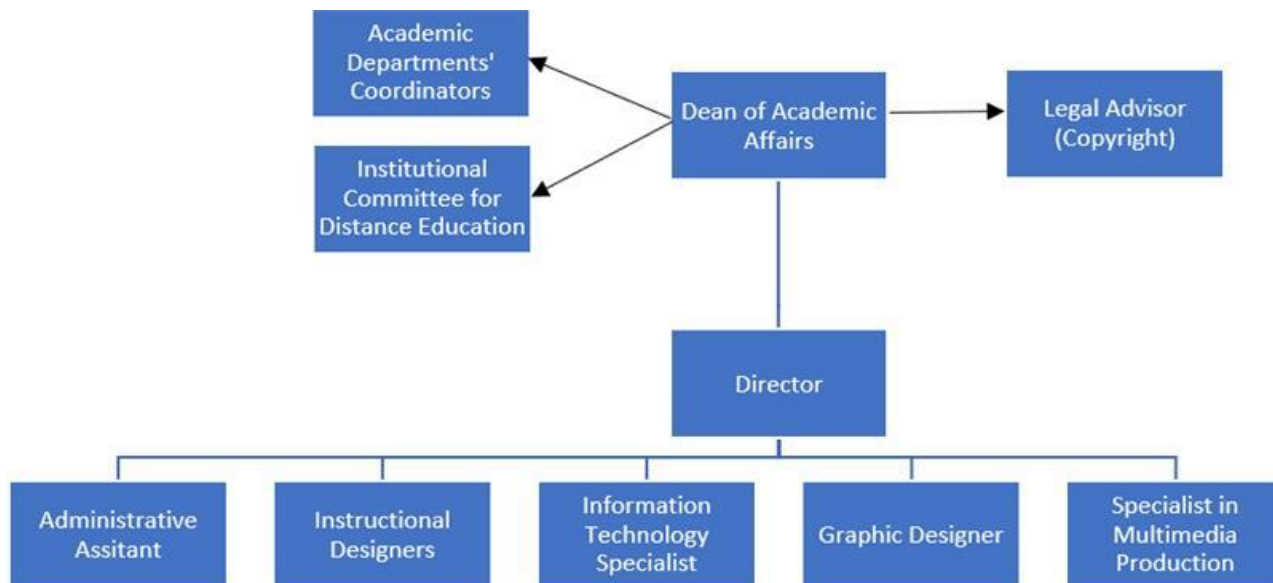 Academic
Departments'
Coordinators
Dean of Academic
Affairs
Legal Advisor
(Copyright)
Institutional
Committee for
Distance Education
Director
Administrative
Assitant
Instructional
Designers
Information
Technology
Specialist
Graphic Designer
Specialist in
Multimedia
Production